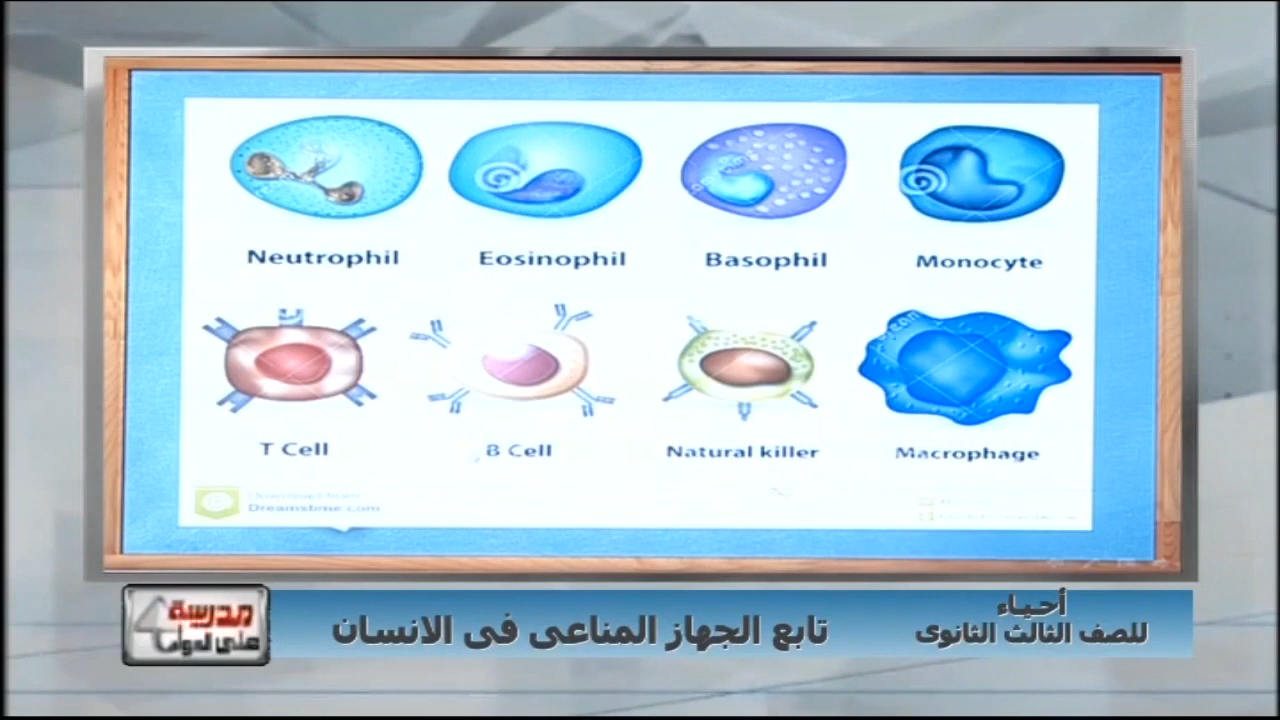 Neutrophil
Eosinophil
Basophil
Monocyte
T Cell
B Cell
Natural killer
Macrophage
Dreamstime.com
أحياء
للصف الثالث الثانوى
تابع الجهاز المناعى فى الانسان
مدرسة
على الهوا